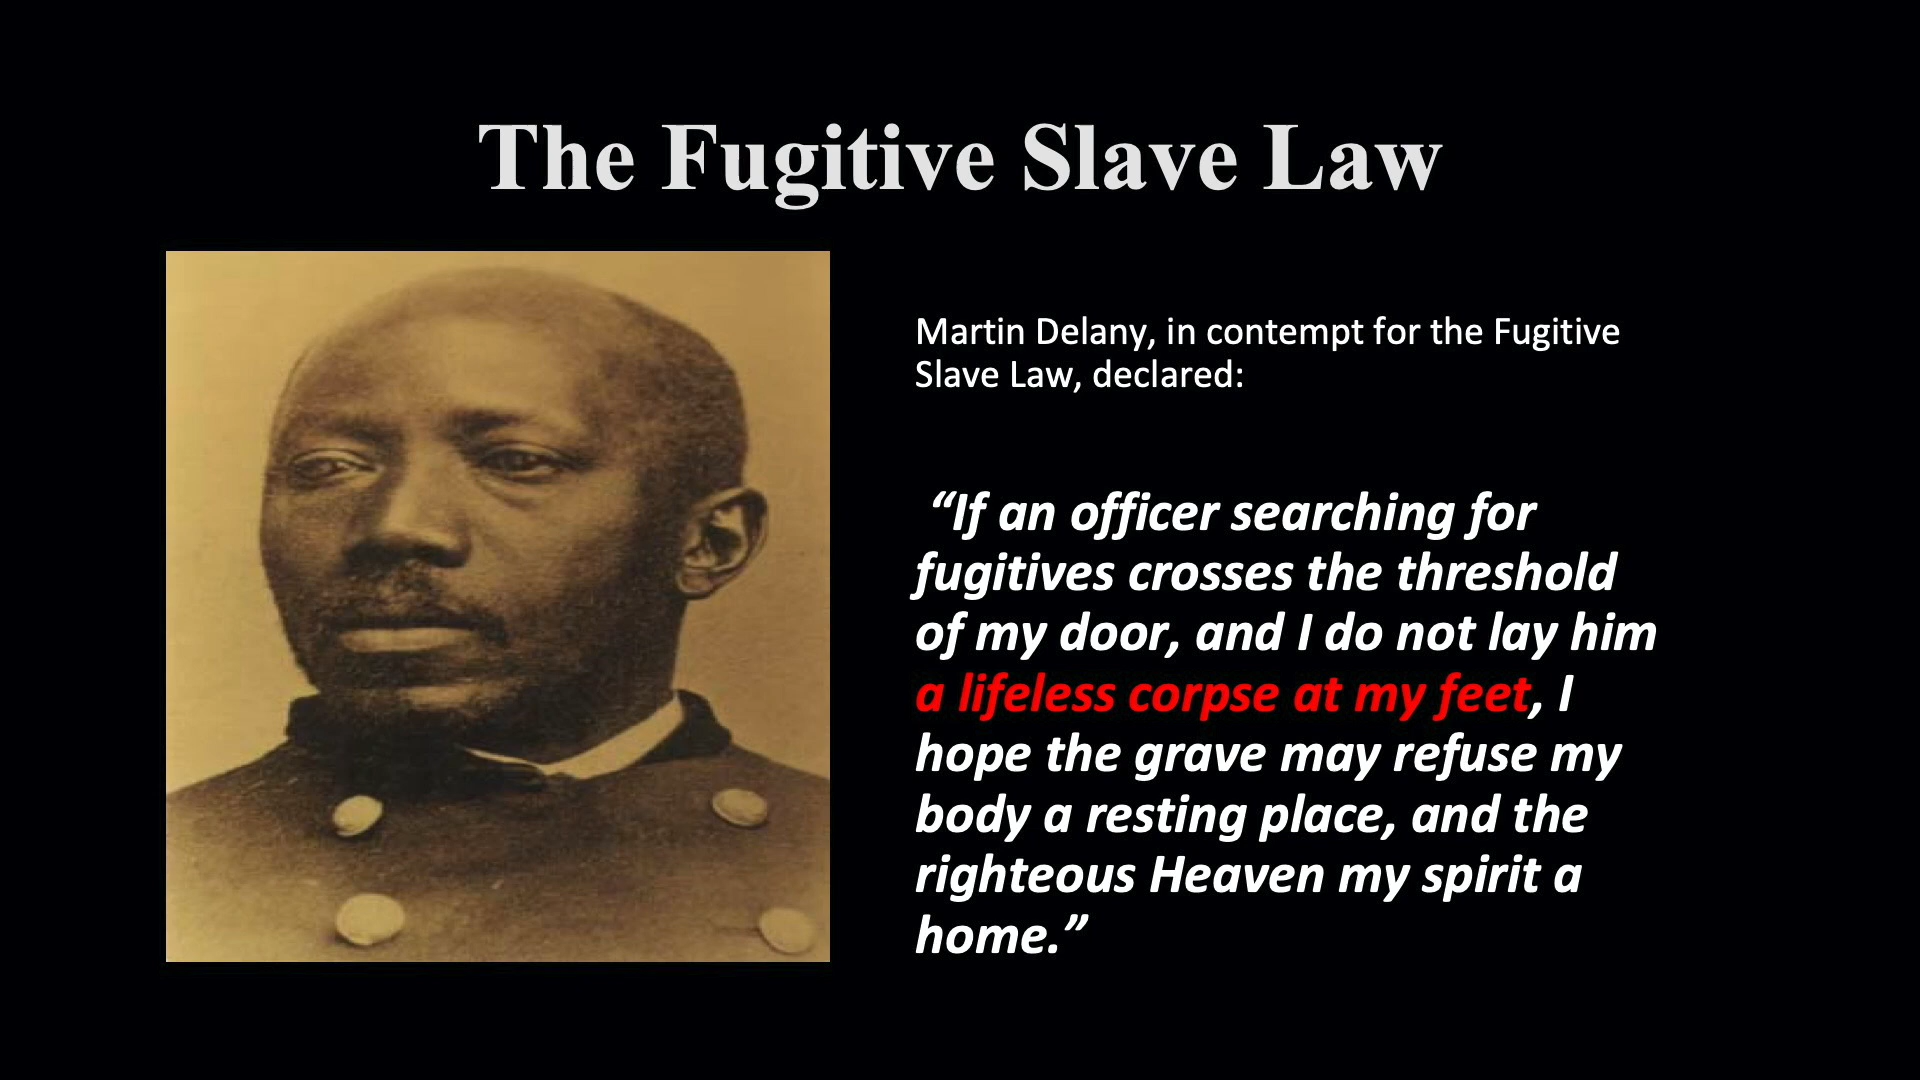 The Fugitive Slave Law
Martin Delany, in contempt for the Fugitive
Slave Law, declared:
“If an officer searching for
fugitives crosses the threshold
of my door, and I do not lay him
a lifeless corpse at my feet, I
hope the grave may refuse my
body a resting place, and the
righteous Heaven my spirit a
home.”